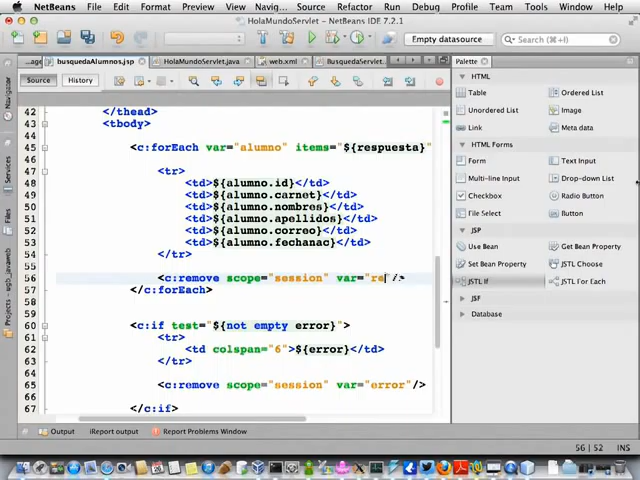 NetBeans File Edit View Navig... Source Refactor Run Debug Profile Team Tools Window Help
HolaMundoServlet - NetBeans IDE 7.2.1
Empty datasource
Search (⌘+I)
...age busquedaAlumnos.jsp HolaMundoServlet.java web.xml BusquedaServlet...
Source History
42 </thead>
43 <tbody>
44
45 <c:forEach var="alumno" items="${respuesta}"
46
47 <tr>
48 <td>${alumno.id}</td>
49 <td>${alumno.carnet}</td>
50 <td>${alumno.nombres}</td>
51 <td>${alumno.apellidos}</td>
52 <td>${alumno.correo}</td>
53 <td>${alumno.fechanac}</td>
54 </tr>
55
56 <c:remove scope="session" var="re"/>
57 </c:forEach>
58
59
60 <c:if test="${not empty error}">
61 <tr>
62 <td colspan="6">${error}</td>
63 </tr>
64
65 <c:remove scope="session" var="error"/>
66
67 </c:if>
Navigator
Services
Files
Projects
Palette
HTML
Table Ordered List
Unordered List Image
Link Meta data
HTML Forms
Form Text Input
Multi-line Input Drop-down List
Checkbox Radio Button
File Select Button
JSP
Use Bean Get Bean Property
Set Bean Property JSTL Choose
JSTL If JSTL For Each
JSF
Database
Output iReport output Report Problems Window
56 | 52 INS